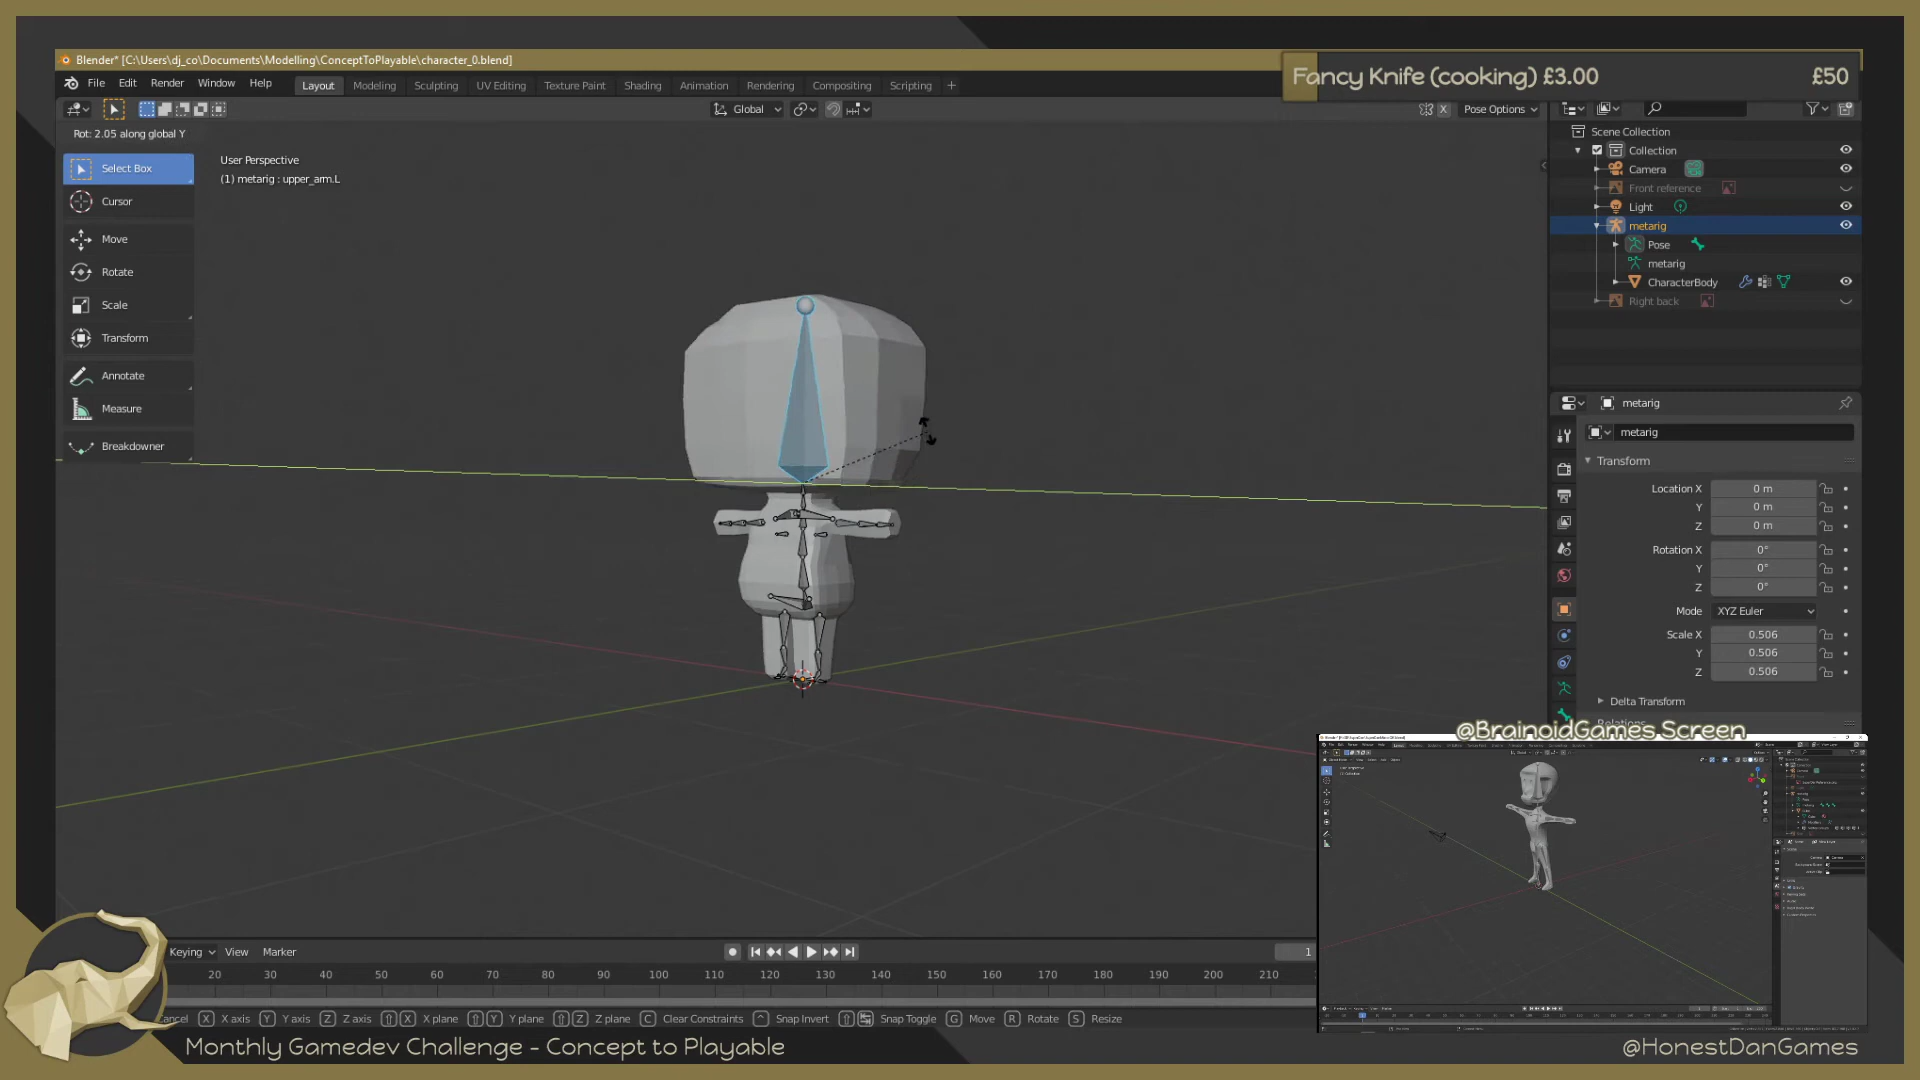 Blender* [C:\Users\dj_co\Documents\Modelling\ConceptToPlayable\character_0.blend]
Fancy Knife (cooking) £3.00 £50
File Edit Render Window Help Layout Modeling Sculpting UV Editing Texture Paint Shading Animation Rendering Compositing Scripting +
Global Pose Options
X
Rot: 2.05 along global Y
Select Box
Cursor
Move
Rotate
Scale
Transform
Annotate
Measure
Breakdowner
User Perspective
(1) metarig : upper_arm.L
Scene Collection
Collection
Camera
Front reference
Light
metarig
Pose
metarig
CharacterBody
Right back
metarig
metarig
Transform
Location X 0 m
Y 0 m
Z 0 m
Rotation X 0°
Y 0°
Z 0°
Mode XYZ Euler
Scale X 0.506
Y 0.506
Z 0.506
Delta Transform
Relations
@BrainoidGames Screen
Keying View Marker 1
20 30 40 50 60 70 80 90 100 110 120 130 140 150 160 170 180 190 200 210
X X axis Y Y axis Z Z axis X X plane Y Y plane Z Z plane C Clear Constraints ^ Snap Invert Snap Toggle G Move R Rotate S Resize
Monthly Gamedev Challenge - Concept to Playable
@HonestDanGames